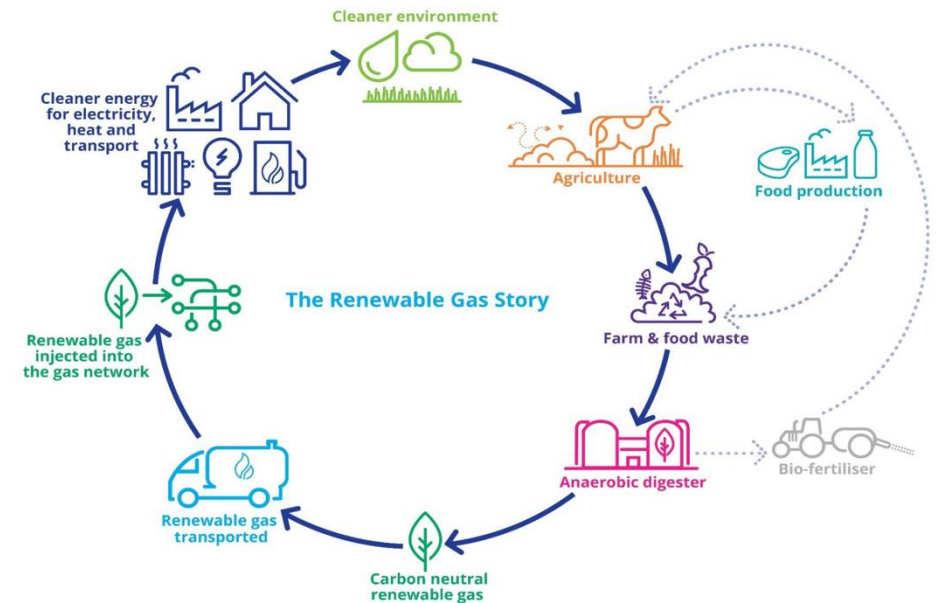 Cleaner environment
Cleaner energy
for electricity,
heat and
transport
Agriculture
Food production
The Renewable Gas Story
Renewable gas
injected into
the gas network
Farm & food waste
Anaerobic digester
Bio-fertiliser
Renewable gas
transported
Carbon neutral
renewable gas